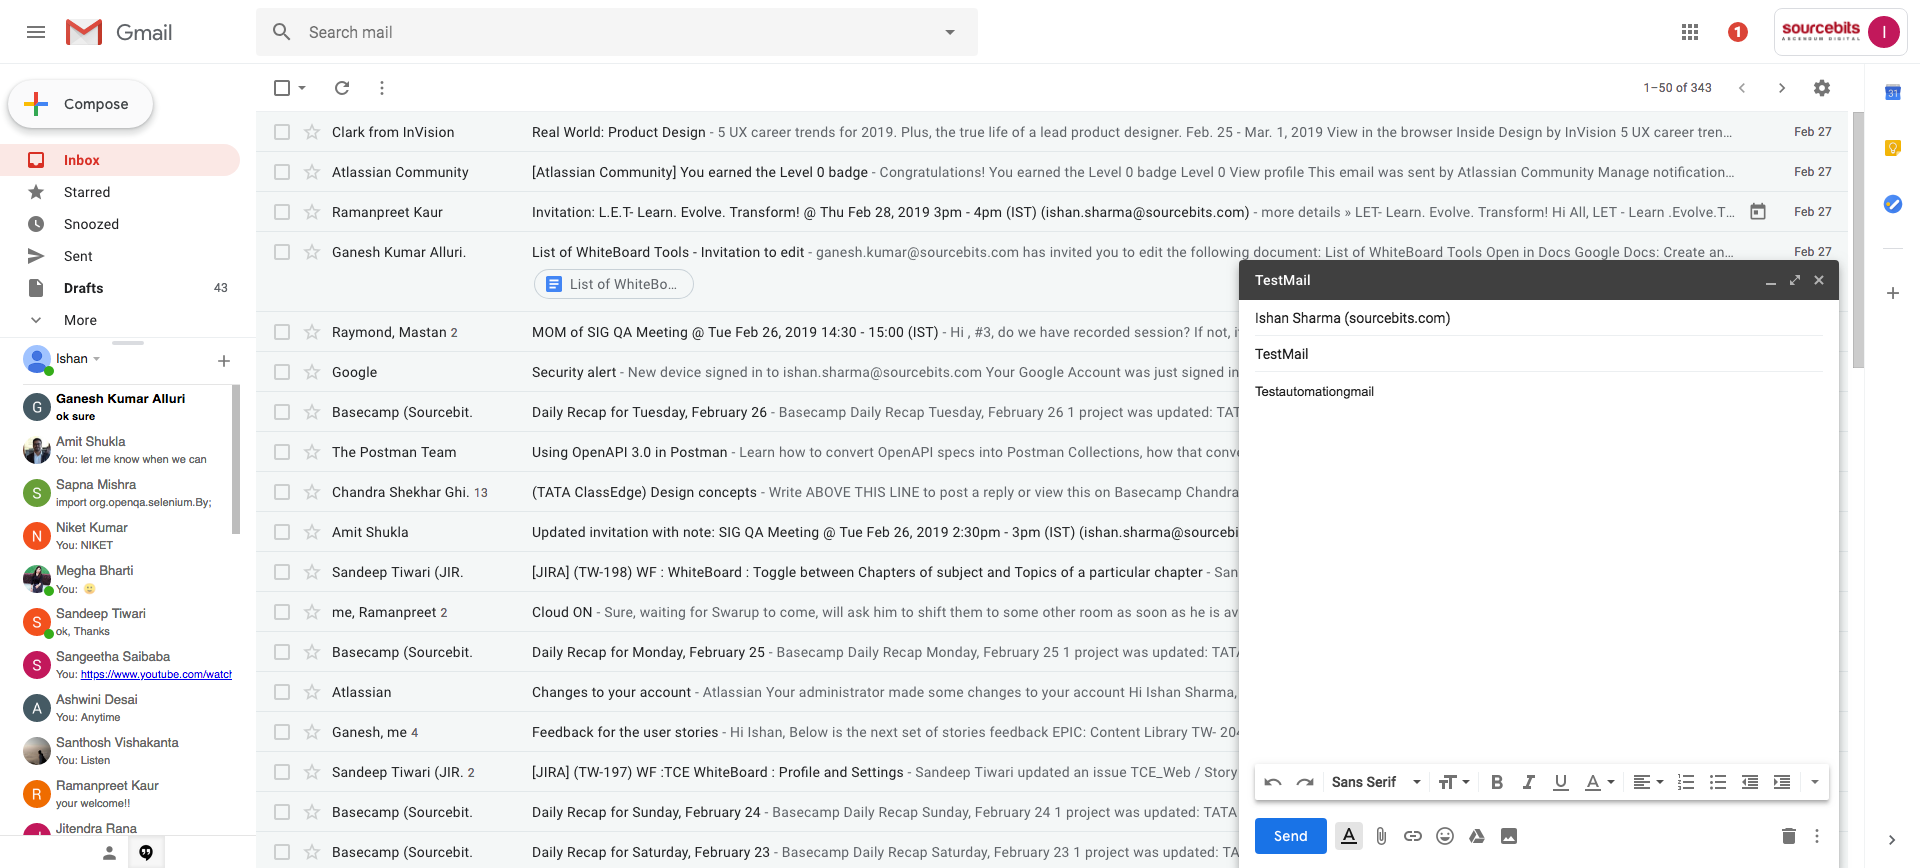 Gmail
Search mail
1
sourcebits
ASCENDUM DIGITAL
I
Compose
1–50 of 343
31
Inbox
Starred
Snoozed
Sent
Drafts 43
More
Clark from InVision Real World: Product Design - 5 UX career trends for 2019. Plus, the true life of a lead product designer. Feb. 25 - Mar. 1, 2019 View in the browser Inside Design by InVision 5 UX career tren... Feb 27
Atlassian Community [Atlassian Community] You earned the Level 0 badge - Congratulations! You earned the Level 0 badge Level 0 View profile This email was sent by Atlassian Community Manage notification... Feb 27
Ramanpreet Kaur Invitation: L.E.T- Learn. Evolve. Transform! @ Thu Feb 28, 2019 3pm - 4pm (IST) (ishan.sharma@sourcebits.com) - more details » LET- Learn. Evolve. Transform! Hi All, LET - Learn .Evolve.T... Feb 27
Ganesh Kumar Alluri. List of WhiteBoard Tools - Invitation to edit - ganesh.kumar@sourcebits.com has invited you to edit the following document: List of WhiteBoard Tools Open in Docs Google Docs: Create an... Feb 27
List of WhiteBo...
Raymond, Mastan 2 MOM of SIG QA Meeting @ Tue Feb 26, 2019 14:30 - 15:00 (IST) - Hi , #3, do we have recorded session? If not, i
Google Security alert - New device signed in to ishan.sharma@sourcebits.com Your Google Account was just signed in
Basecamp (Sourcebit. Daily Recap for Tuesday, February 26 - Basecamp Daily Recap Tuesday, February 26 1 project was updated: TAT
The Postman Team Using OpenAPI 3.0 in Postman - Learn how to convert OpenAPI specs into Postman Collections, how that conve
Chandra Shekhar Ghi. 13 (TATA ClassEdge) Design concepts - Write ABOVE THIS LINE to post a reply or view this on Basecamp Chandra
Amit Shukla Updated invitation with note: SIG QA Meeting @ Tue Feb 26, 2019 2:30pm - 3pm (IST) (ishan.sharma@sourcebi
Sandeep Tiwari (JIR. [JIRA] (TW-198) WF : WhiteBoard : Toggle between Chapters of subject and Topics of a particular chapter - San
me, Ramanpreet 2 Cloud ON - Sure, waiting for Swarup to come, will ask him to shift them to some other room as soon as he is av
Basecamp (Sourcebit. Daily Recap for Monday, February 25 - Basecamp Daily Recap Monday, February 25 1 project was updated: TATA
Atlassian Changes to your account - Atlassian Your administrator made some changes to your account Hi Ishan Sharma,
Ganesh, me 4 Feedback for the user stories - Hi Ishan, Below is the next set of stories feedback EPIC: Content Library TW- 204
Sandeep Tiwari (JIR. 2 [JIRA] (TW-197) WF :TCE WhiteBoard : Profile and Settings - Sandeep Tiwari updated an issue TCE_Web / Story
Basecamp (Sourcebit. Daily Recap for Sunday, February 24 - Basecamp Daily Recap Sunday, February 24 1 project was updated: TATA
Basecamp (Sourcebit. Daily Recap for Saturday, February 23 - Basecamp Daily Recap Saturday, February 23 1 project was updated: TA
Ishan
G
Ganesh Kumar Alluri
ok sure
Amit Shukla
You: let me know when we can
S
Sapna Mishra
import org.openqa.selenium.By;
N
Niket Kumar
You: NIKET
Megha Bharti
You:
S
Sandeep Tiwari
ok, Thanks
S
Sangeetha Saibaba
You: https://www.youtube.com/watch
A
Ashwini Desai
You: Anytime
Santhosh Vishakanta
You: Listen
R
Ramanpreet Kaur
your welcome!!
J
Jitendra Rana
TestMail
Ishan Sharma (sourcebits.com)
TestMail
Testautomationgmail
Sans Serif
Send